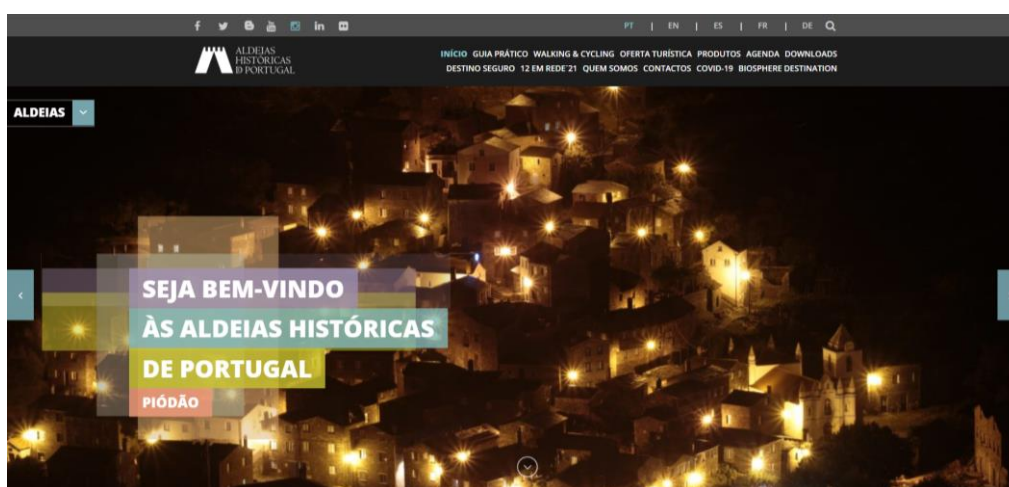 PT | EN | ES | FR | DE
ALDEIAS
HISTÓRICAS
D PORTUGAL
INÍCIO GUIA PRÁTICO WALKING & CYCLING OFERTA TURÍSTICA PRODUTOS AGENDA DOWNLOADS
DESTINO SEGURO 12 EM REDE'21 QUEM SOMOS CONTACTOS COVID-19 BIOSPHERE DESTINATION
ALDEIAS
SEJA BEM-VINDO
ÀS ALDEIAS HISTÓRICAS
DE PORTUGAL
PIÓDÃO